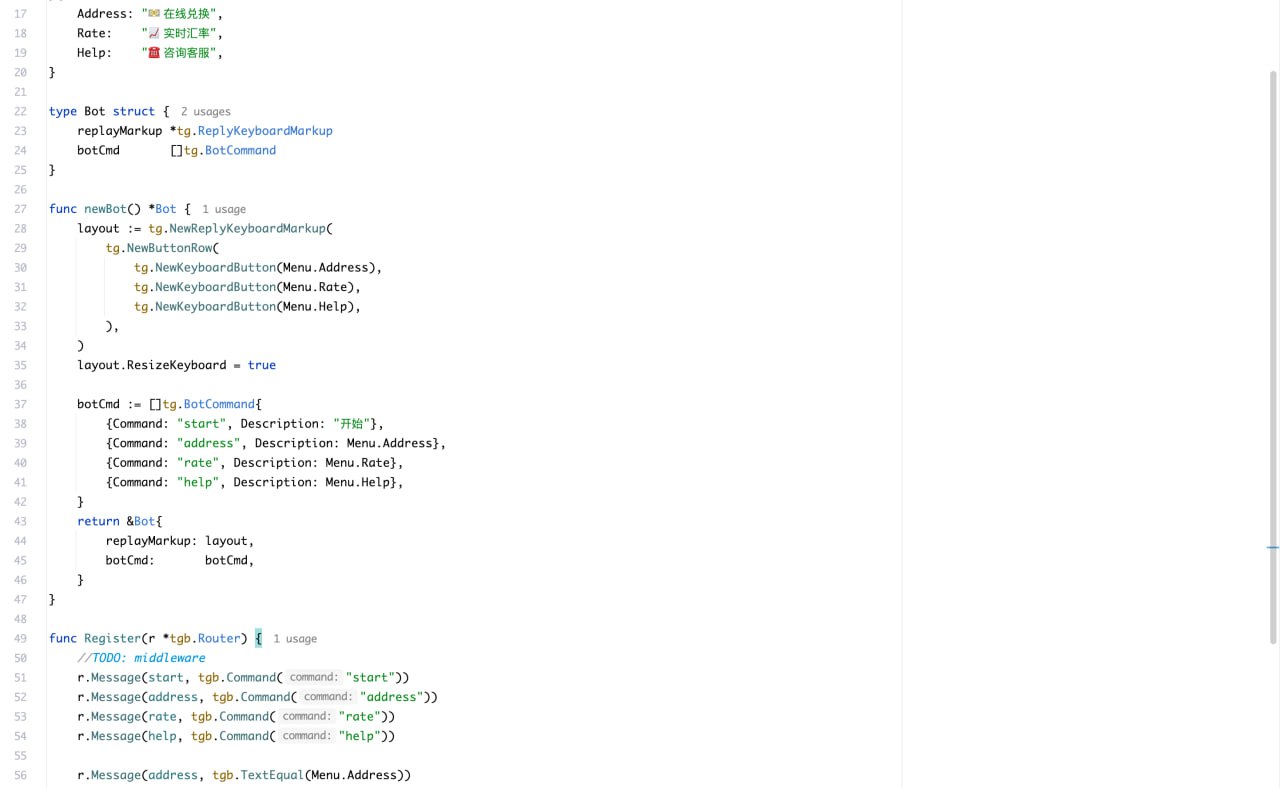 17 Address: "💴 在线兑换",
18 Rate: "📈 实时汇率",
19 Help: "☎️ 咨询客服",
20 }
21
22 type Bot struct { 2 usages
23 replayMarkup *tg.ReplyKeyboardMarkup
24 botCmd []tg.BotCommand
25 }
26
27 func newBot() *Bot { 1 usage
28 layout := tg.NewReplyKeyboardMarkup(
29 tg.NewButtonRow(
30 tg.NewKeyboardButton(Menu.Address),
31 tg.NewKeyboardButton(Menu.Rate),
32 tg.NewKeyboardButton(Menu.Help),
33 ),
34 )
35 layout.ResizeKeyboard = true
36
37 botCmd := []tg.BotCommand{
38 {Command: "start", Description: "开始"},
39 {Command: "address", Description: Menu.Address},
40 {Command: "rate", Description: Menu.Rate},
41 {Command: "help", Description: Menu.Help},
42 }
43 return &Bot{
44 replayMarkup: layout,
45 botCmd: botCmd,
46 }
47 }
48
49 func Register(r *tgb.Router) { 1 usage
50 //TODO: middleware
51 r.Message(start, tgb.Command( command: "start"))
52 r.Message(address, tgb.Command( command: "address"))
53 r.Message(rate, tgb.Command( command: "rate"))
54 r.Message(help, tgb.Command( command: "help"))
55
56 r.Message(address, tgb.TextEqual(Menu.Address))